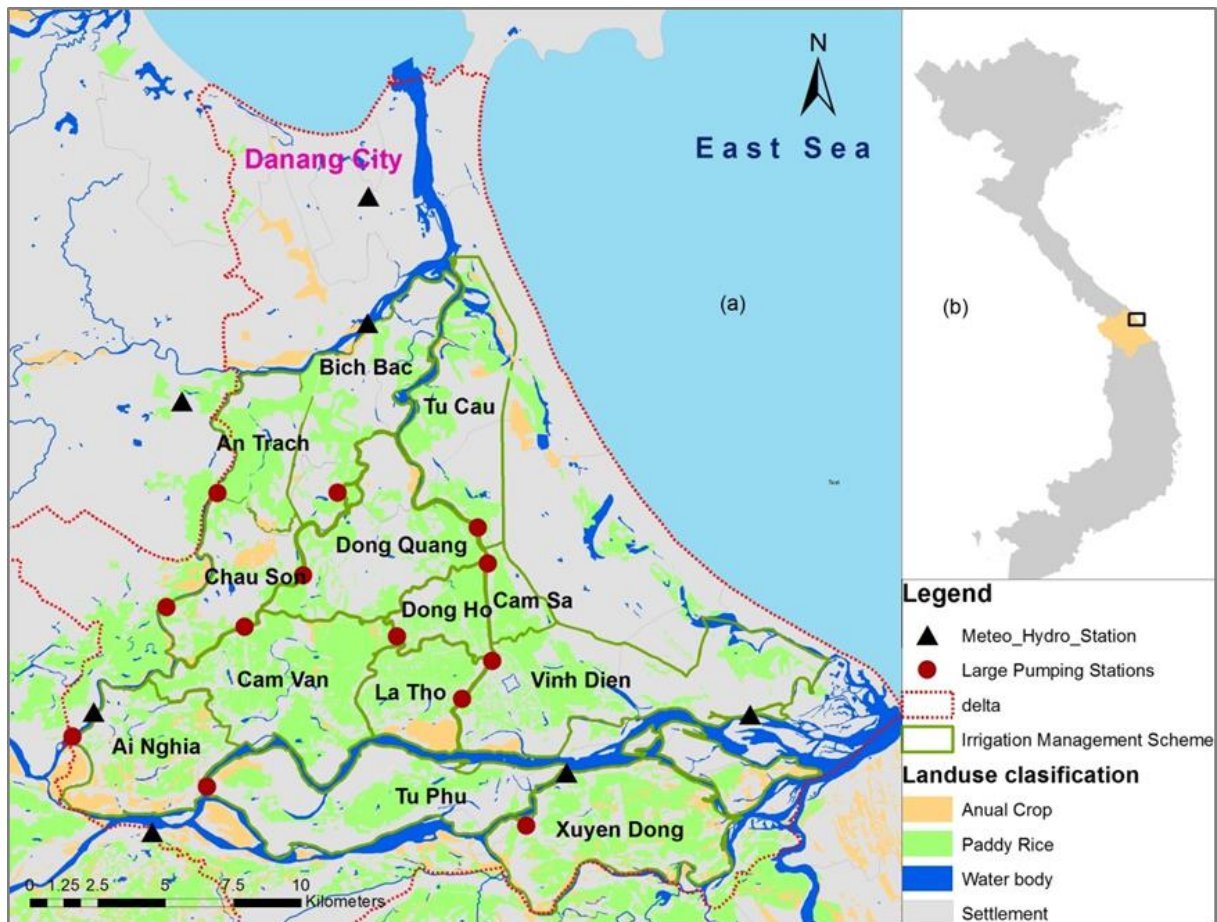 N
East Sea
Danang City
(a)
(b)
Bich Bac
Tu Cau
An Trach
Text
Dong Quang
Chau Son
Dong Ho
Cam Sa
Cam Van
La Tho
Vinh Dien
Ai Nghia
Tu Phu
Xuyen Dong
0 1.25 2.5 5 7.5 10
Kilometers
Legend
Meteo_Hydro_Station
Large Pumping Stations
delta
Irrigation Management Scheme
Landuse clasification
Anual Crop
Paddy Rice
Water body
Settlement